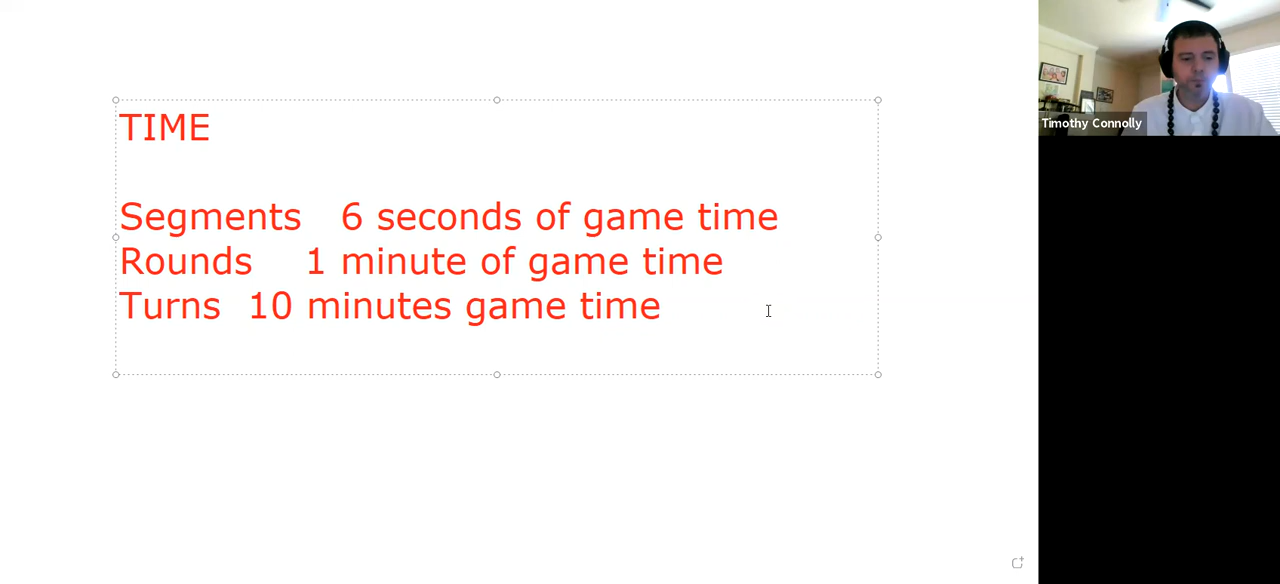 TIME
Segments 6 seconds of game time
Rounds 1 minute of game time
Turns 10 minutes game time
Timothy Connolly